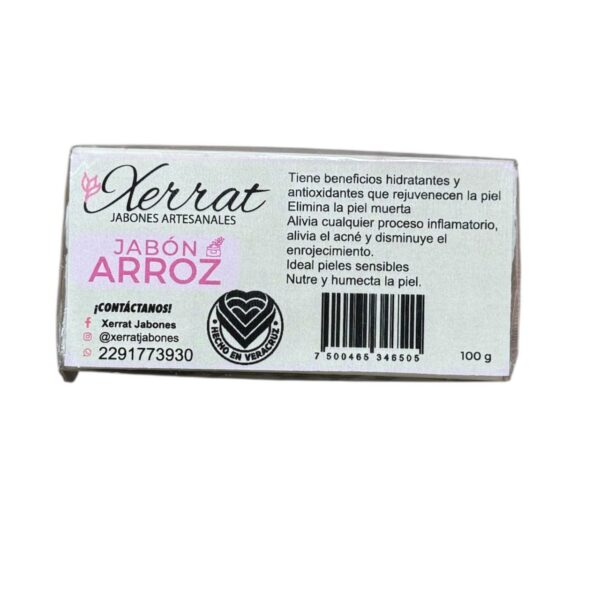 Xerrat
JABONES ARTESANALES
JABÓN
ARROZ
¡CONTÁCTANOS!
Xerrat Jabones
@xerratjabones
2291773930
HECHO EN VERACRUZ
Tiene beneficios hidratantes y
antioxidantes que rejuvenecen la piel
Elimina la piel muerta
Alivia cualquier proceso inflamatorio,
alivia el acné y disminuye el
enrojecimiento.
Ideal pieles sensibles
Nutre y humecta la piel.
7 500465 346505
100 g